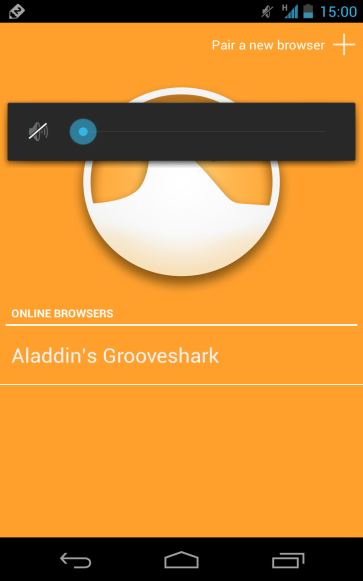 H 15:00
Pair a new browser
ONLINE BROWSERS
Aladdin's Grooveshark